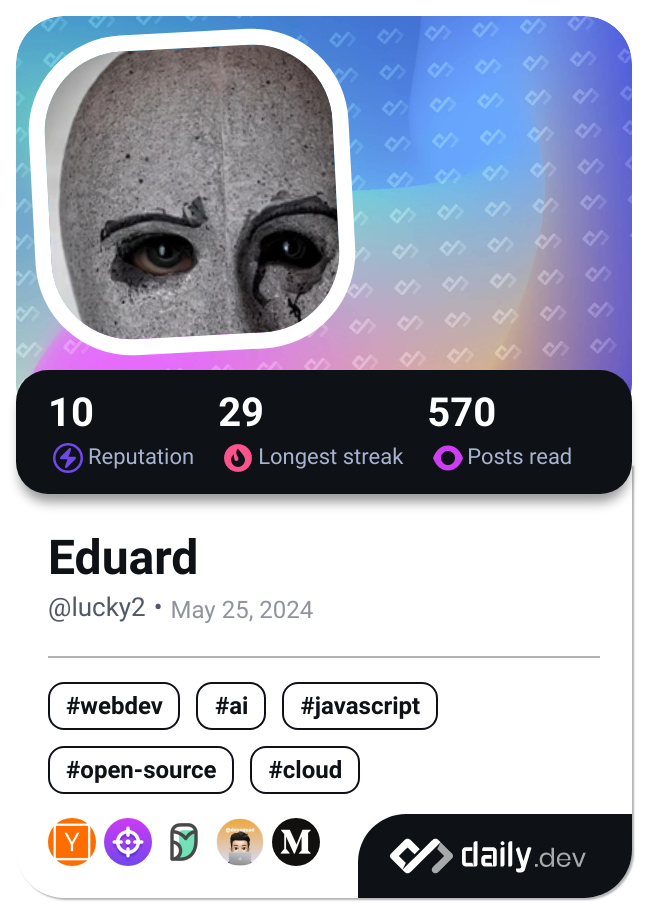 10 29 570
Reputation Longest streak Posts read
Eduard
@lucky2 • May 25, 2024
#webdev #ai #javascript
#open-source #cloud
Y M daily.dev